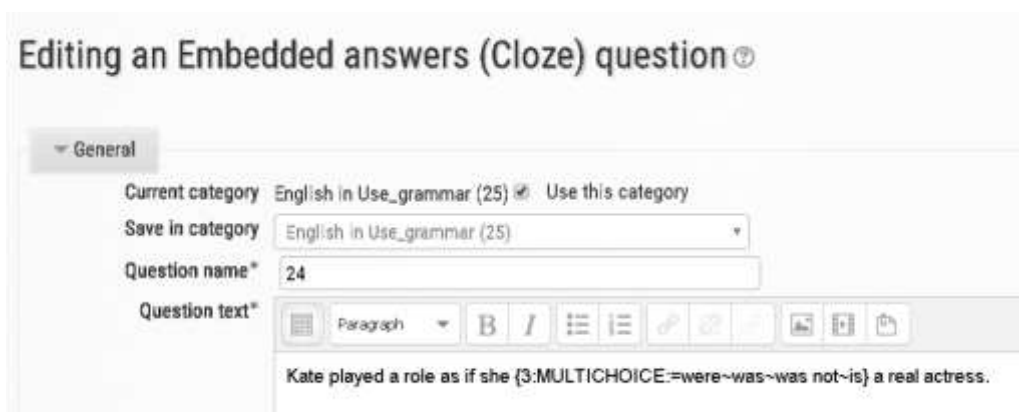 Editing an Embedded answers (Cloze) question
General
Current category English in Use_grammar (25) Use this category
Save in category English in Use_grammar (25)
Question name* 24
Question text* Paragraph B I
Kate played a role as if she {3:MULTICHOICE:=were~was~was not~is} a real actress.